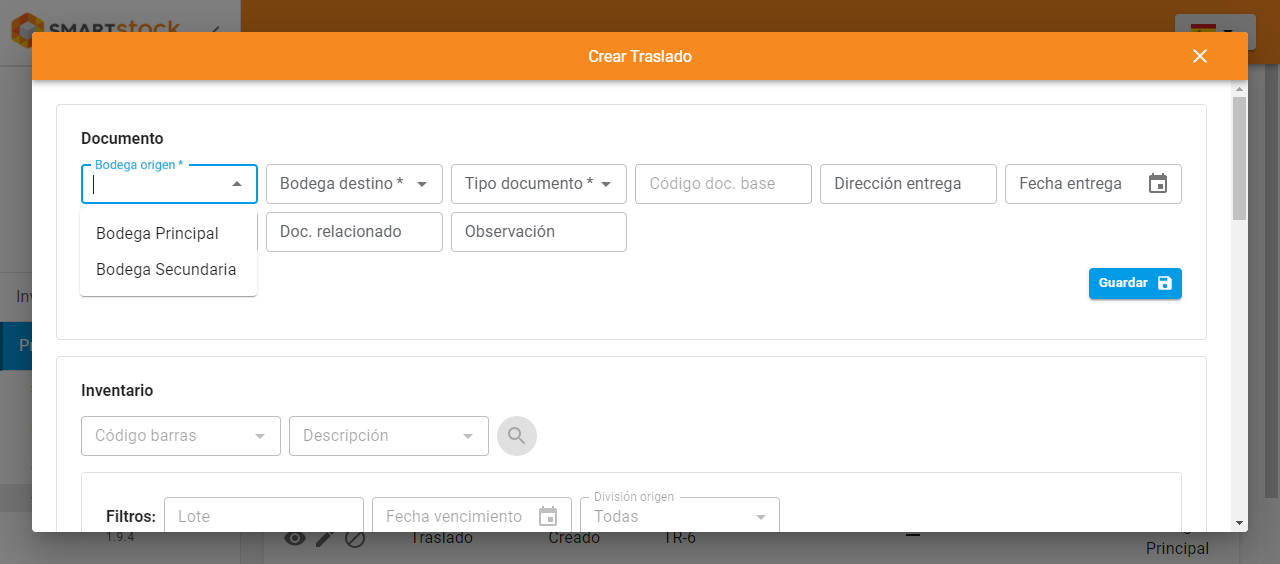 SMARTstock
Crear Traslado
Documento
Bodega origen *
Bodega destino *
Tipo documento *
Código doc. base
Dirección entrega
Fecha entrega
Bodega Principal
Bodega Secundaria
Doc. relacionado
Observación
Guardar
Inventario
Código barras
Descripción
Filtros:
Lote
Fecha vencimiento
División origen
Todas
1.9.4
Traslado
Creado
TR-6
Principal